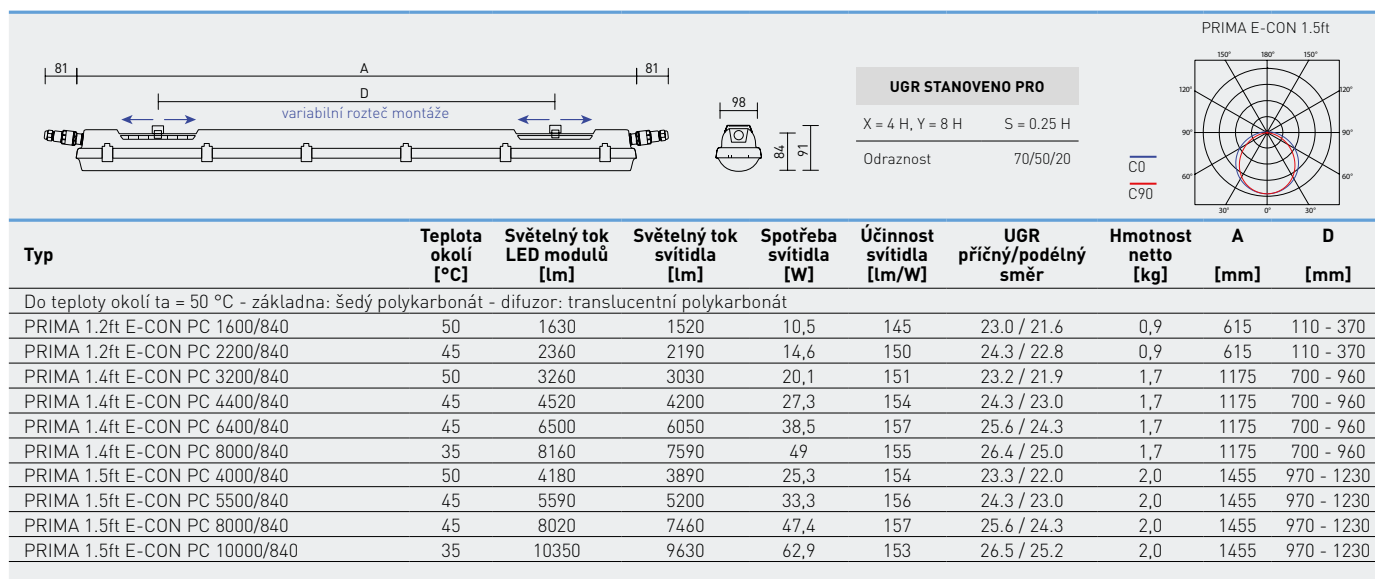 PRIMA E-CON 1.5ft
81 A 81
D
variabilní rozteč montáže
98
84
91
UGR STANOVENO PRO
X = 4 H, Y = 8 H S = 0.25 H
Odraznost 70/50/20
C0
C90
150° 180° 150°
120° 120°
90° 90°
60° 60°
30° 0° 30°
Typ Teplota okolí [°C] Světelný tok LED modulů [lm] Světelný tok svítidla [lm] Spotřeba svítidla [W] Účinnost svítidla [lm/W] UGR příčný/podélný směr Hmotnost netto [kg] A [mm] D [mm]
Do teploty okolí ta = 50 °C - základna: šedý polykarbonát - difuzor: translucentní polykarbonát
PRIMA 1.2ft E-CON PC 1600/840 50 1630 1520 10,5 145 23.0 / 21.6 0,9 615 110 - 370
PRIMA 1.2ft E-CON PC 2200/840 45 2360 2190 14,6 150 24.3 / 22.8 0,9 615 110 - 370
PRIMA 1.4ft E-CON PC 3200/840 50 3260 3030 20,1 151 23.2 / 21.9 1,7 1175 700 - 960
PRIMA 1.4ft E-CON PC 4400/840 45 4520 4200 27,3 154 24.3 / 23.0 1,7 1175 700 - 960
PRIMA 1.4ft E-CON PC 6400/840 45 6500 6050 38,5 157 25.6 / 24.3 1,7 1175 700 - 960
PRIMA 1.4ft E-CON PC 8000/840 35 8160 7590 49 155 26.4 / 25.0 1,7 1175 700 - 960
PRIMA 1.5ft E-CON PC 4000/840 50 4180 3890 25,3 154 23.3 / 22.0 2,0 1455 970 - 1230
PRIMA 1.5ft E-CON PC 5500/840 45 5590 5200 33,3 156 24.3 / 23.0 2,0 1455 970 - 1230
PRIMA 1.5ft E-CON PC 8000/840 45 8020 7460 47,4 157 25.6 / 24.3 2,0 1455 970 - 1230
PRIMA 1.5ft E-CON PC 10000/840 35 10350 9630 62,9 153 26.5 / 25.2 2,0 1455 970 - 1230